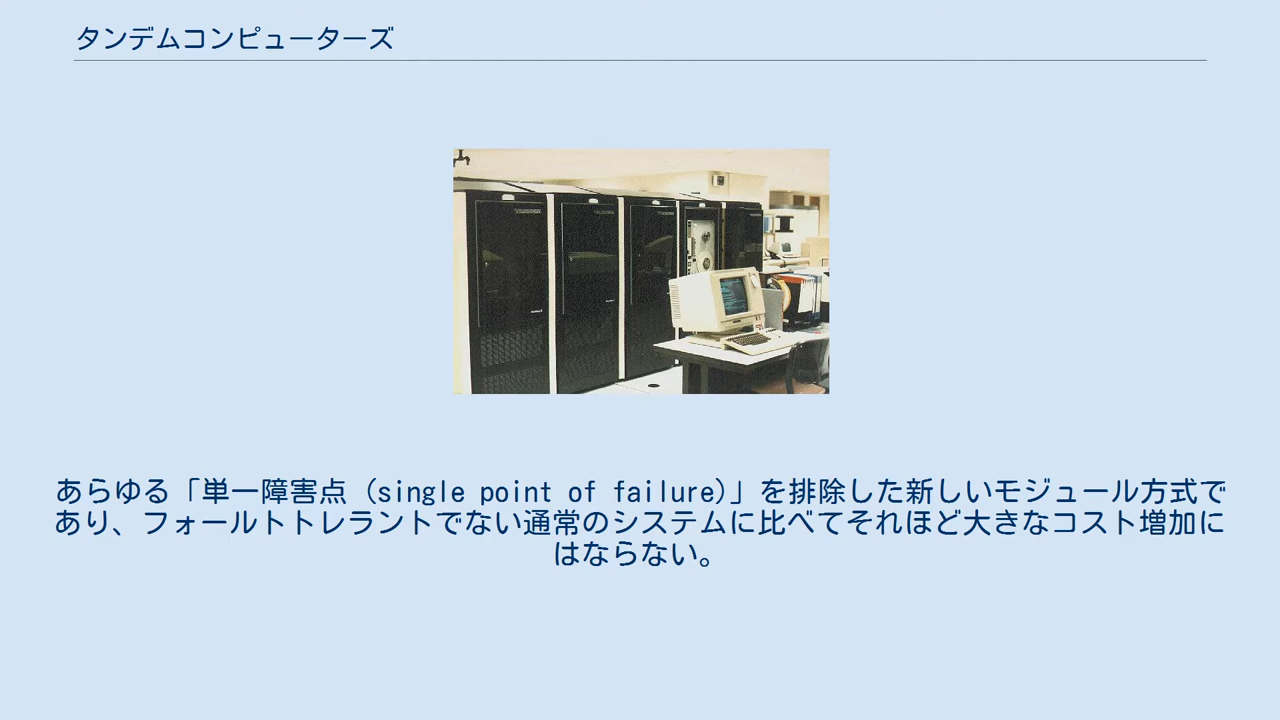 タンデムコンピューターズ
あらゆる「単一障害点（single point of failure)」を排除した新しいモジュール方式で
あり、フォールトトレラントでない通常のシステムに比べてそれほど大きなコスト増加に
はならない。